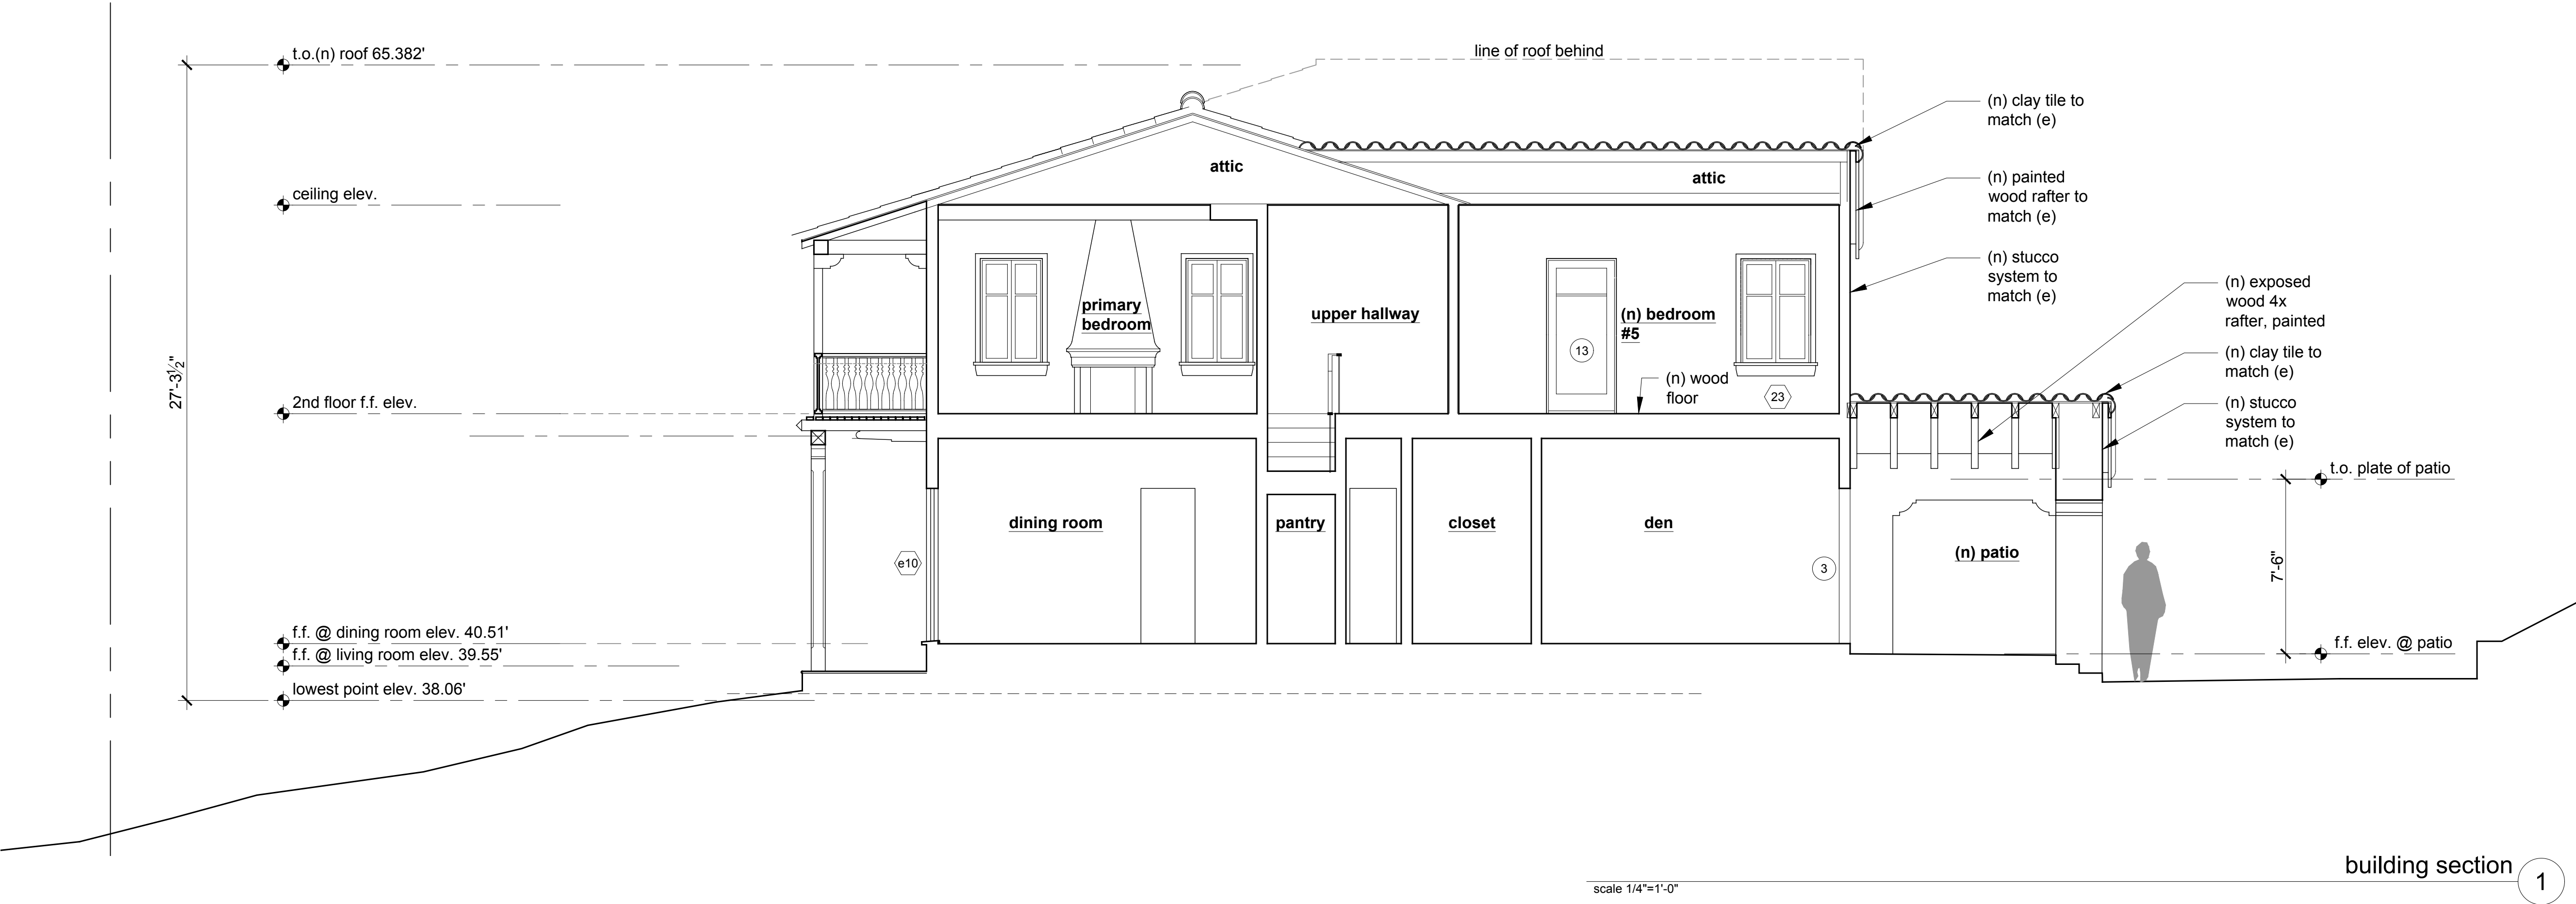 t.o.(n) roof 65.382'
line of roof behind
(n) clay tile to
match (e)
attic
attic
(n) painted
wood rafter to
match (e)
ceiling elev.
(n) stucco
system to
match (e)
(n) exposed
wood 4x
rafter, painted
primary
bedroom
upper hallway
(n) bedroom
#5
13
(n) wood
floor
23
(n) clay tile to
match (e)
(n) stucco
system to
match (e)
27'-3½"
2nd floor f.f. elev.
t.o. plate of patio
dining room
pantry
closet
den
(n) patio
e10
3
7'-6"
f.f. @ dining room elev. 40.51'
f.f. @ living room elev. 39.55'
f.f. elev. @ patio
lowest point elev. 38.06'
building section
1
scale 1/4"=1'-0"